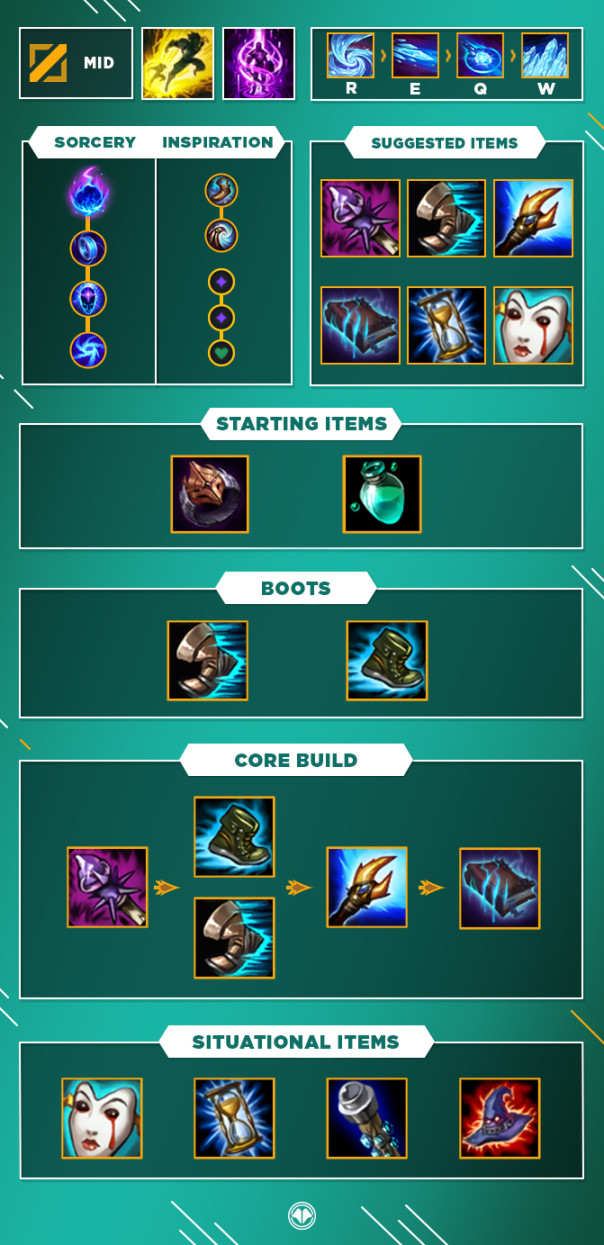 MID
R E Q W
SORCERY INSPIRATION
SUGGESTED ITEMS
STARTING ITEMS
BOOTS
CORE BUILD
SITUATIONAL ITEMS